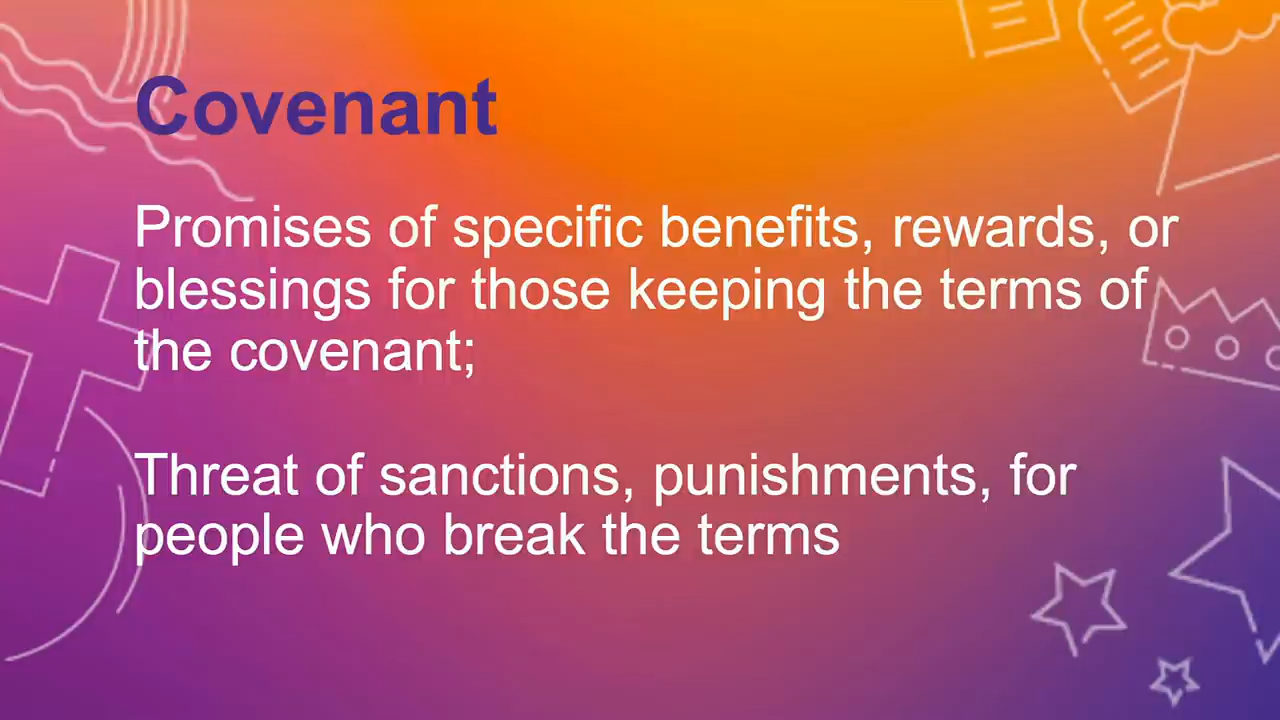 Covenant
Promises of specific benefits, rewards, or
blessings for those keeping the terms of
the covenant;
Threat of sanctions, punishments, for
people who break the terms